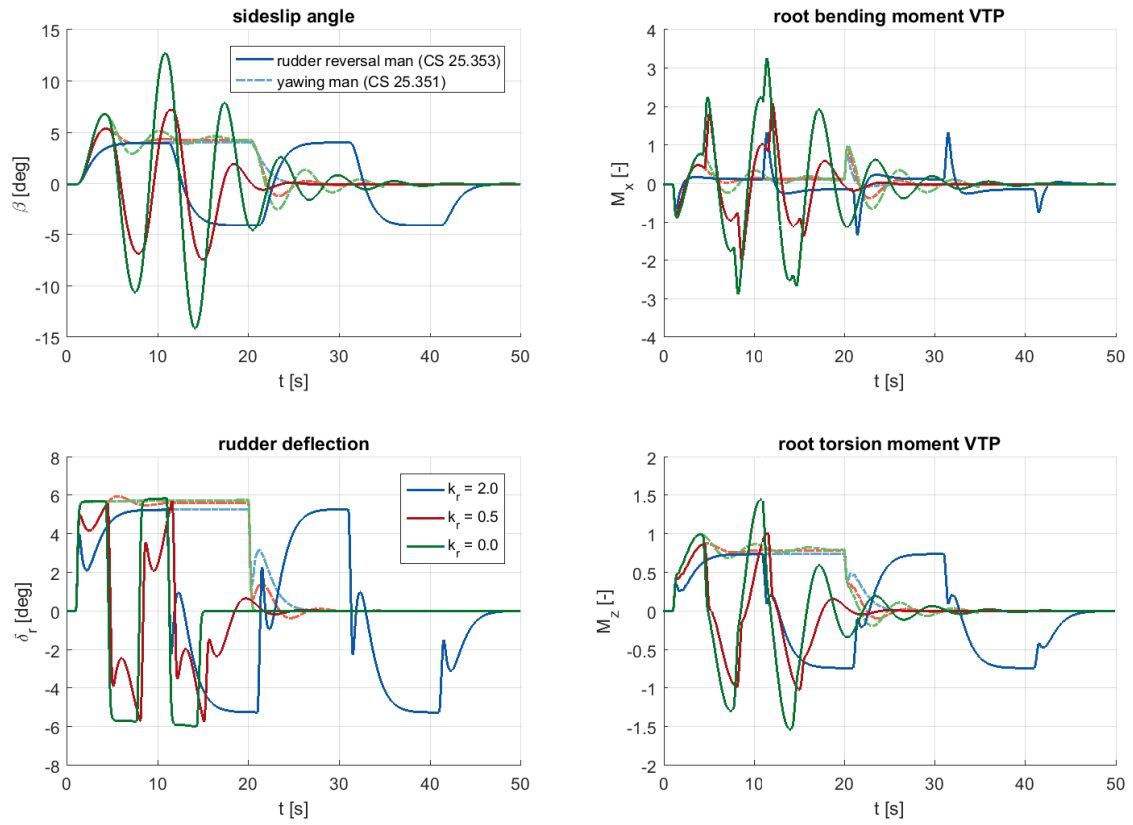 sideslip angle
15
10
5
0
-5
-10
-15
β [deg]
rudder reversal man (CS 25.353)
yawing man (CS 25.351)
0 10 20 30 40 50
t [s]
root bending moment VTP
4
3
2
1
0
-1
-2
-3
-4
M_x [-]
0 10 20 30 40 50
t [s]
rudder deflection
8
6
4
2
0
-2
-4
-6
-8
δ_r [deg]
k_r = 2.0
k_r = 0.5
k_r = 0.0
0 10 20 30 40 50
t [s]
root torsion moment VTP
2
1.5
1
0.5
0
-0.5
-1
-1.5
-2
M_z [-]
0 10 20 30 40 50
t [s]